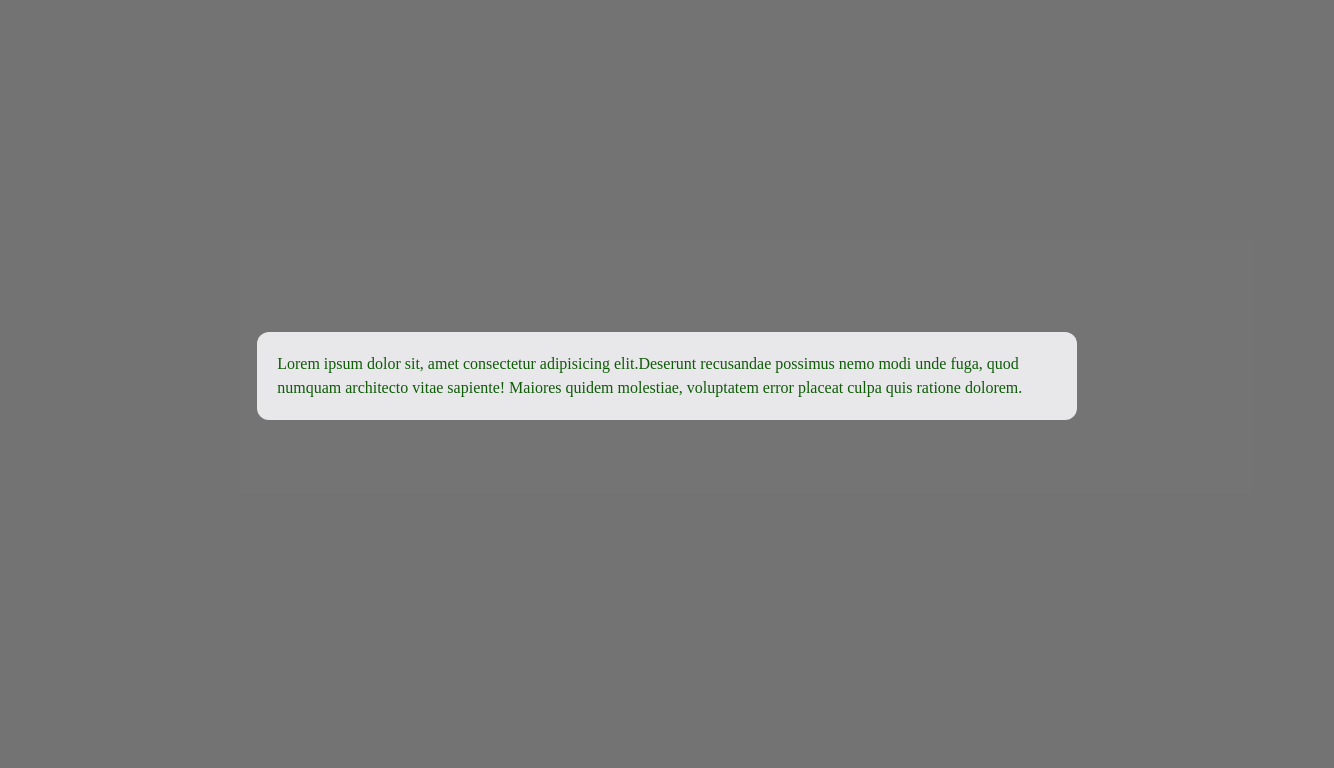 Lorem ipsum dolor sit, amet consectetur adipisicing elit.Deserunt recusandae possimus nemo modi unde fuga, quod
numquam architecto vitae sapiente! Maiores quidem molestiae, voluptatem error placeat culpa quis ratione dolorem.